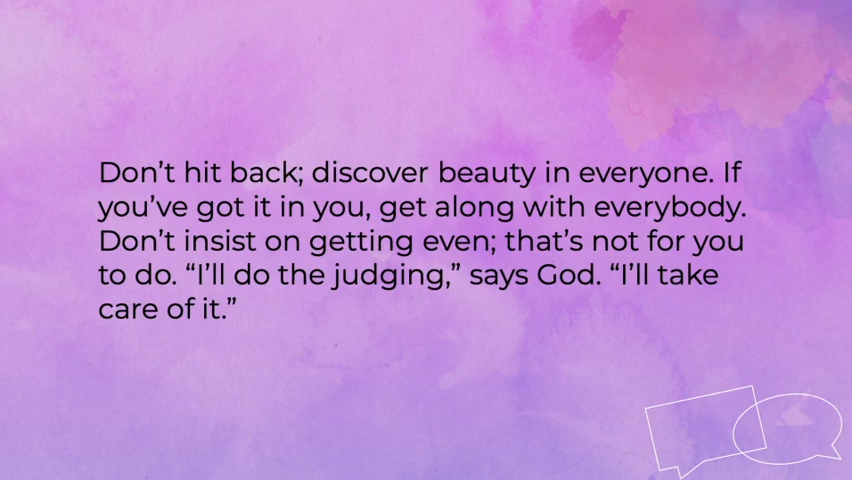 Don’t hit back; discover beauty in everyone. If
you’ve got it in you, get along with everybody.
Don’t insist on getting even; that’s not for you
to do. “I’ll do the judging,” says God. “I’ll take
care of it.”